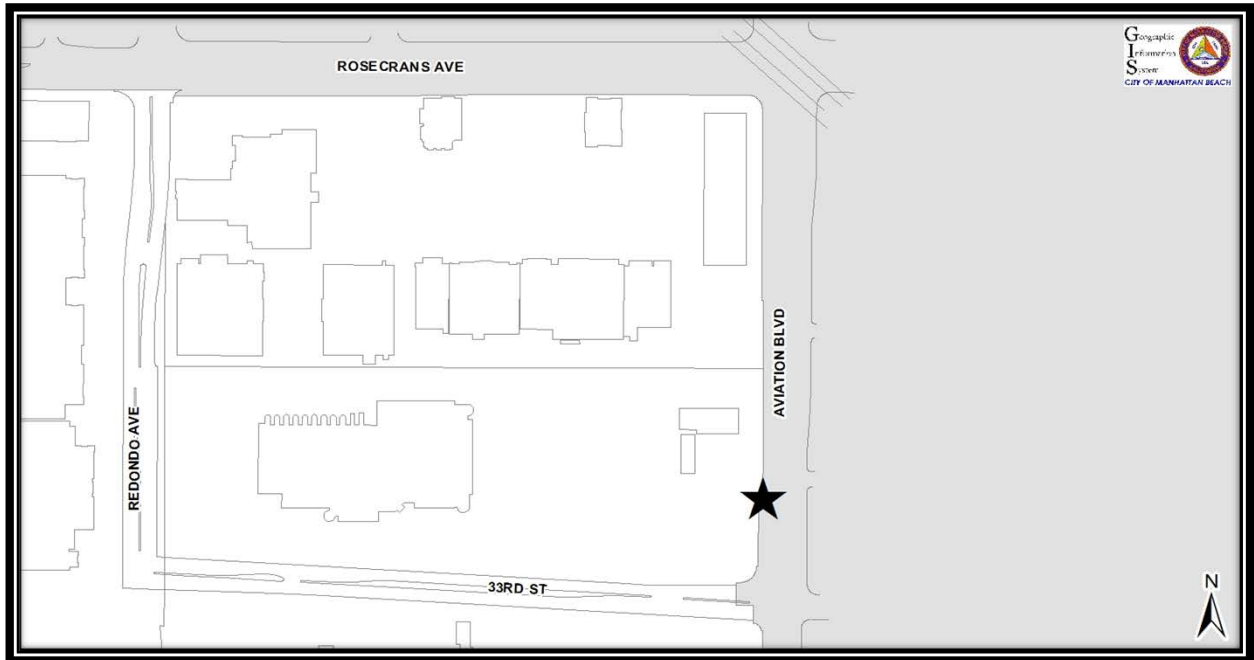 Geographic
Information
System
CITY OF MANHATTAN BEACH
ROSECRANS AVE
AVIATION BLVD
REDONDO AVE
33RD ST
N